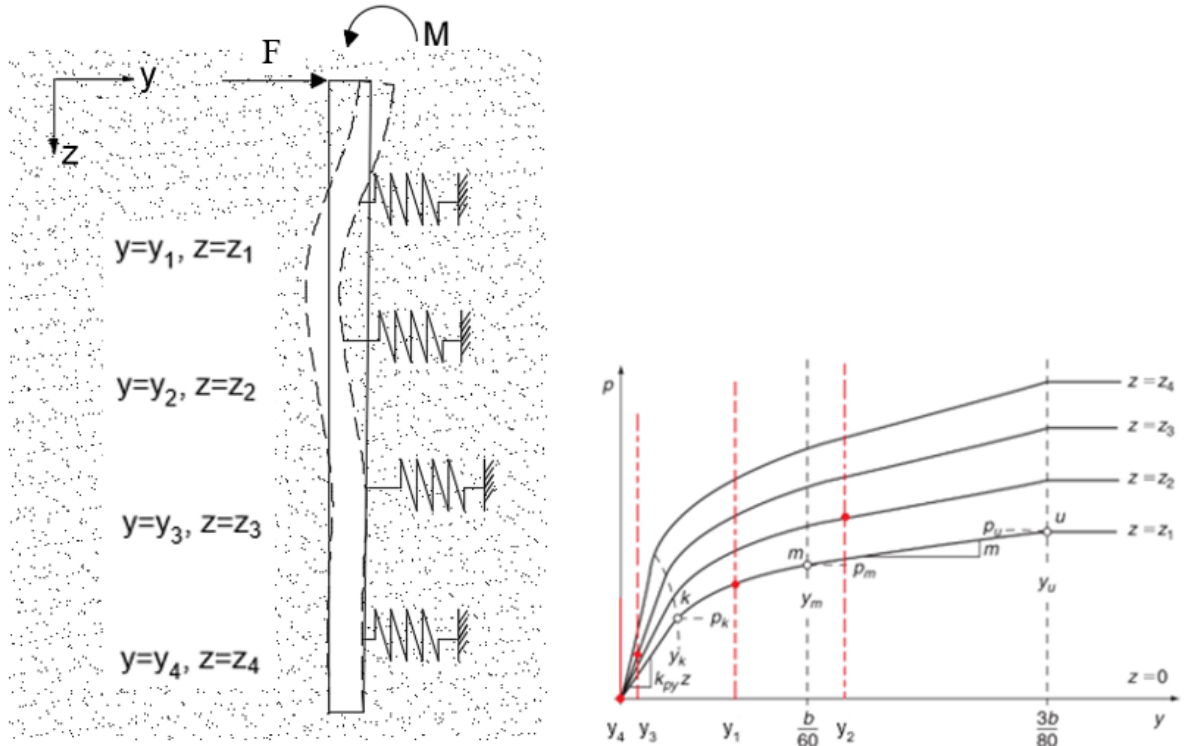 M
F
y
z
y=y₁, z=z₁
y=y₂, z=z₂
y=y₃, z=z₃
y=y₄, z=z₄
p
z = z₄
z = z₃
z = z₂
z = z₁
pᵤ
u
m
m
pₘ
k
yₘ
yᵤ
pₖ
yₖ
kₚᵧz
z = 0
y₄ y₃ y₁ b/60 y₂ 3b/80 y